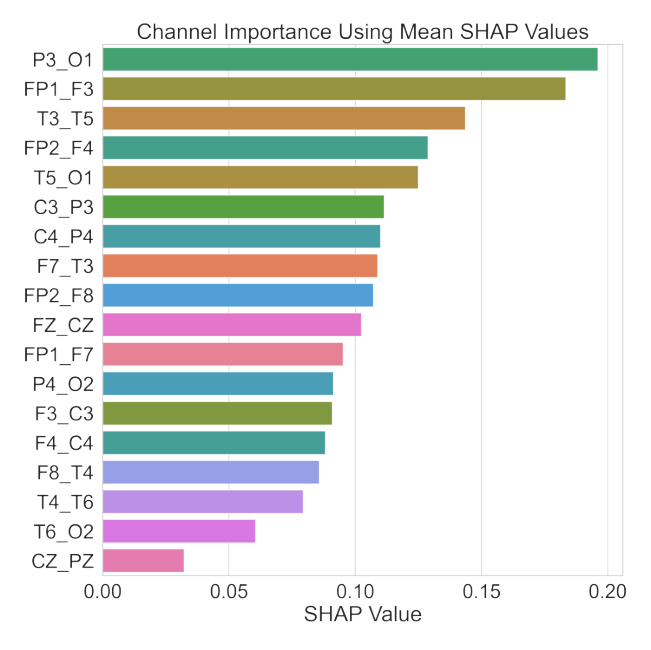 Channel Importance Using Mean SHAP Values
P3_O1
FP1_F3
T3_T5
FP2_F4
T5_O1
C3_P3
C4_P4
F7_T3
FP2_F8
FZ_CZ
FP1_F7
P4_O2
F3_C3
F4_C4
F8_T4
T4_T6
T6_O2
CZ_PZ
0.00 0.05 0.10 0.15 0.20
SHAP Value